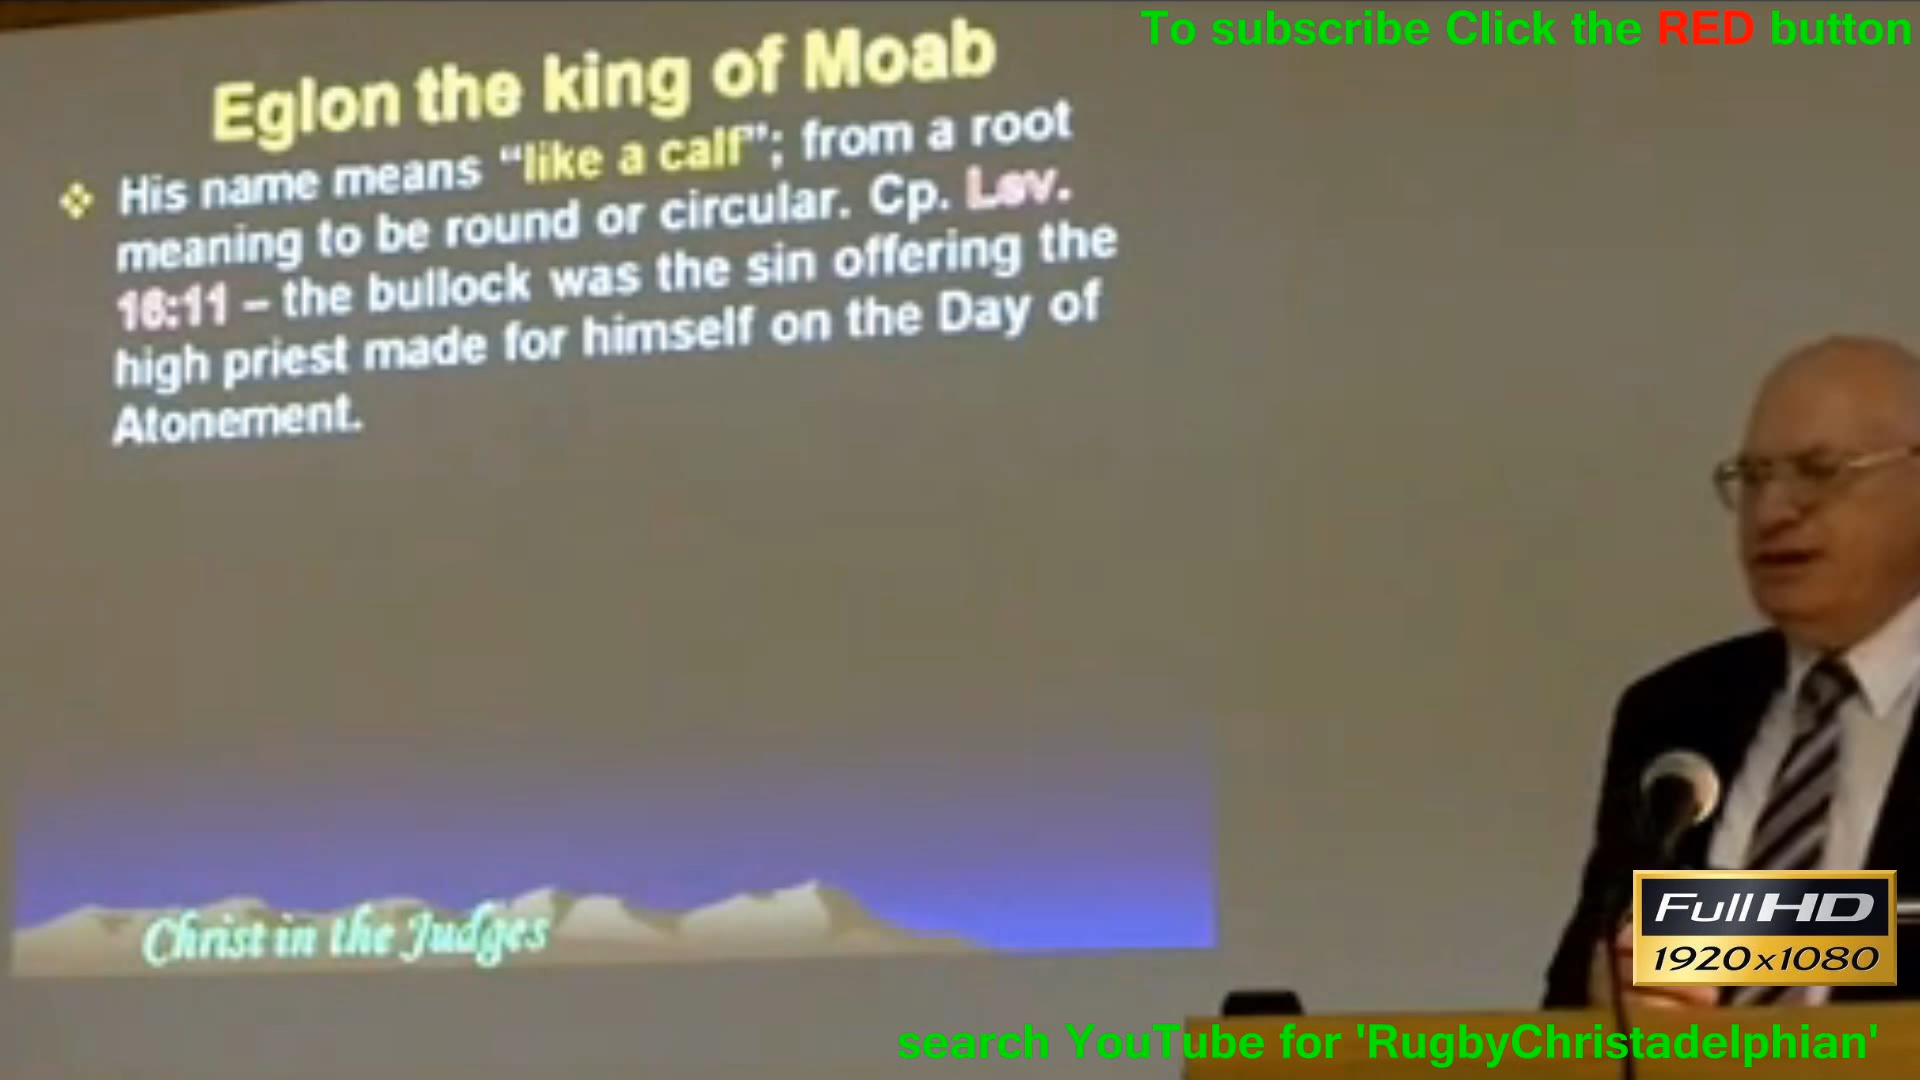 To subscribe Click the RED button
Eglon the king of Moab
His name means “like a calf”; from a root
meaning to be round or circular. Cp. Lev.
16:11 – the bullock was the sin offering the
high priest made for himself on the Day of
Atonement.
Christ in the Judges
Full HD
1920x1080
search YouTube for 'RugbyChristadelphian'